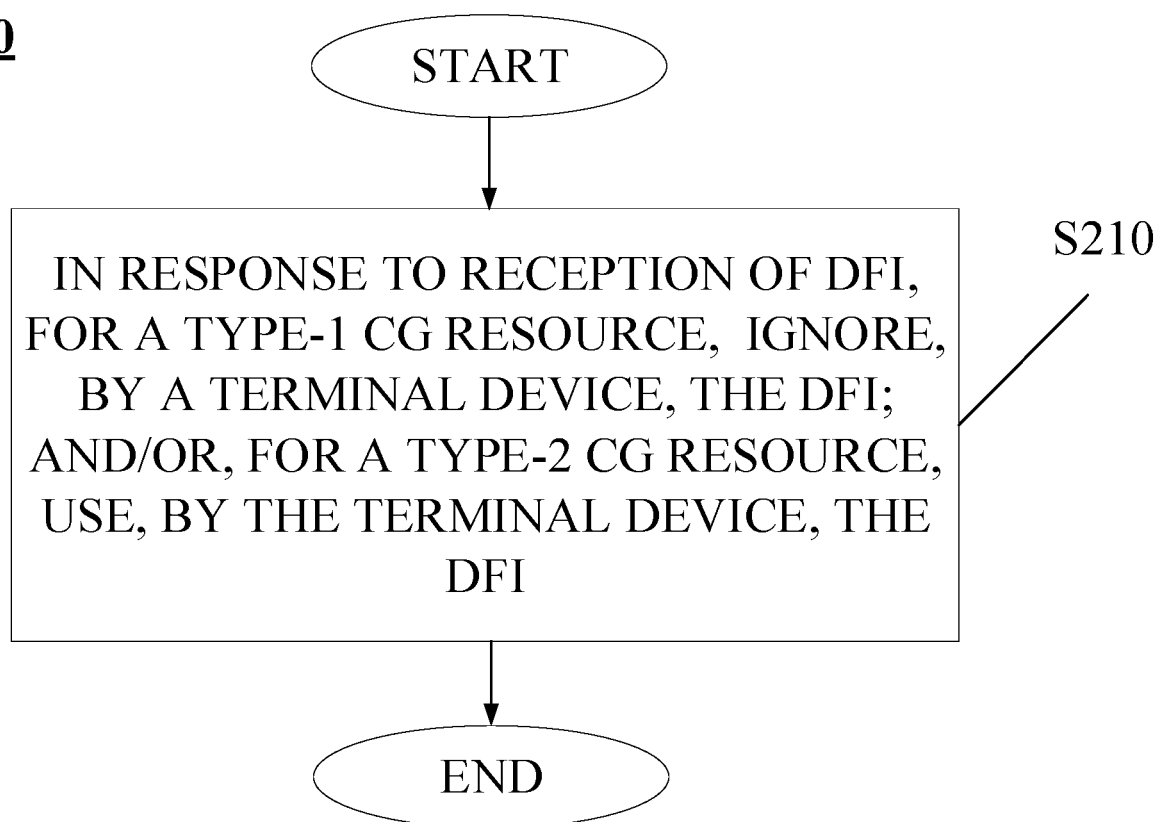 0
START
IN RESPONSE TO RECEPTION OF DFI,
FOR A TYPE-1 CG RESOURCE, IGNORE,
BY A TERMINAL DEVICE, THE DFI;
AND/OR, FOR A TYPE-2 CG RESOURCE,
USE, BY THE TERMINAL DEVICE, THE
DFI
S210
END